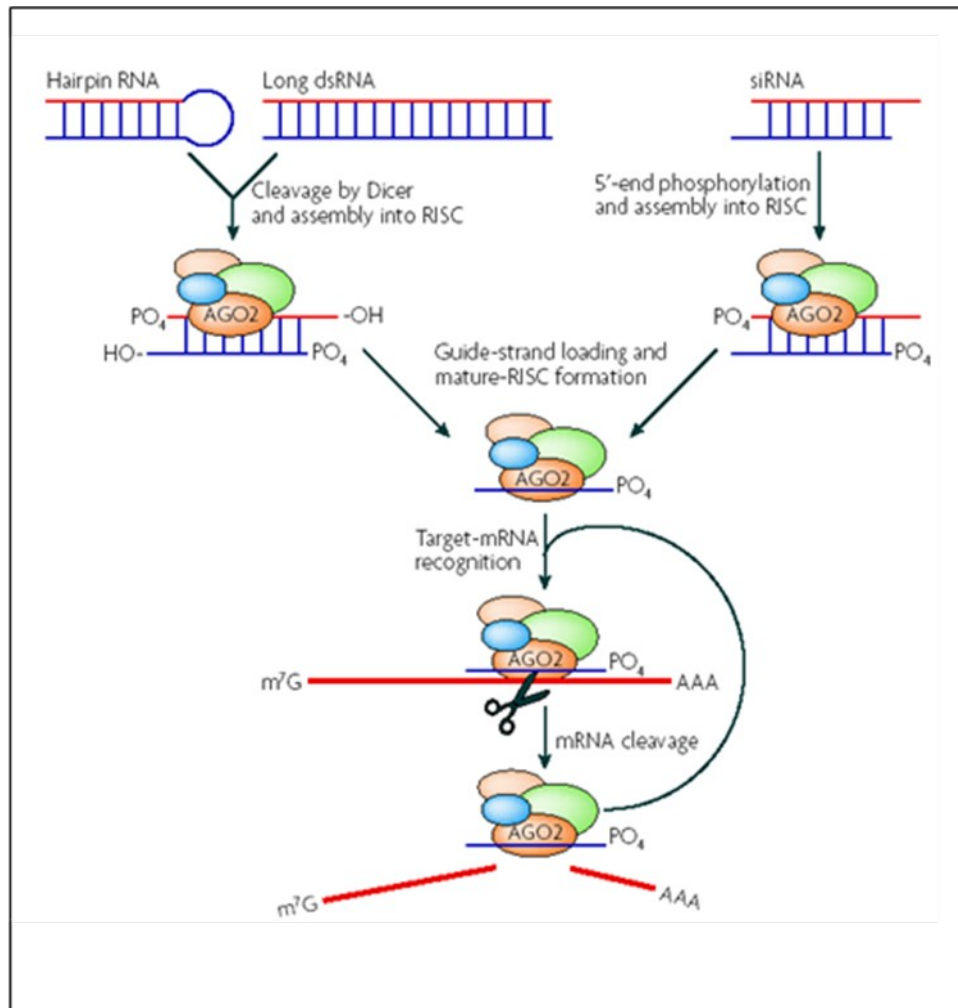 Hairpin RNA
Long dsRNA
siRNA
Cleavage by Dicer
and assembly into RISC
5′-end phosphorylation
and assembly into RISC
PO₄
AGO2
-OH
HO-
PO₄
PO₄
AGO2
PO₄
Guide-strand loading and
mature-RISC formation
AGO2
PO₄
Target-mRNA
recognition
AGO2
PO₄
m⁷G
AAA
mRNA cleavage
AGO2
PO₄
m⁷G
AAA